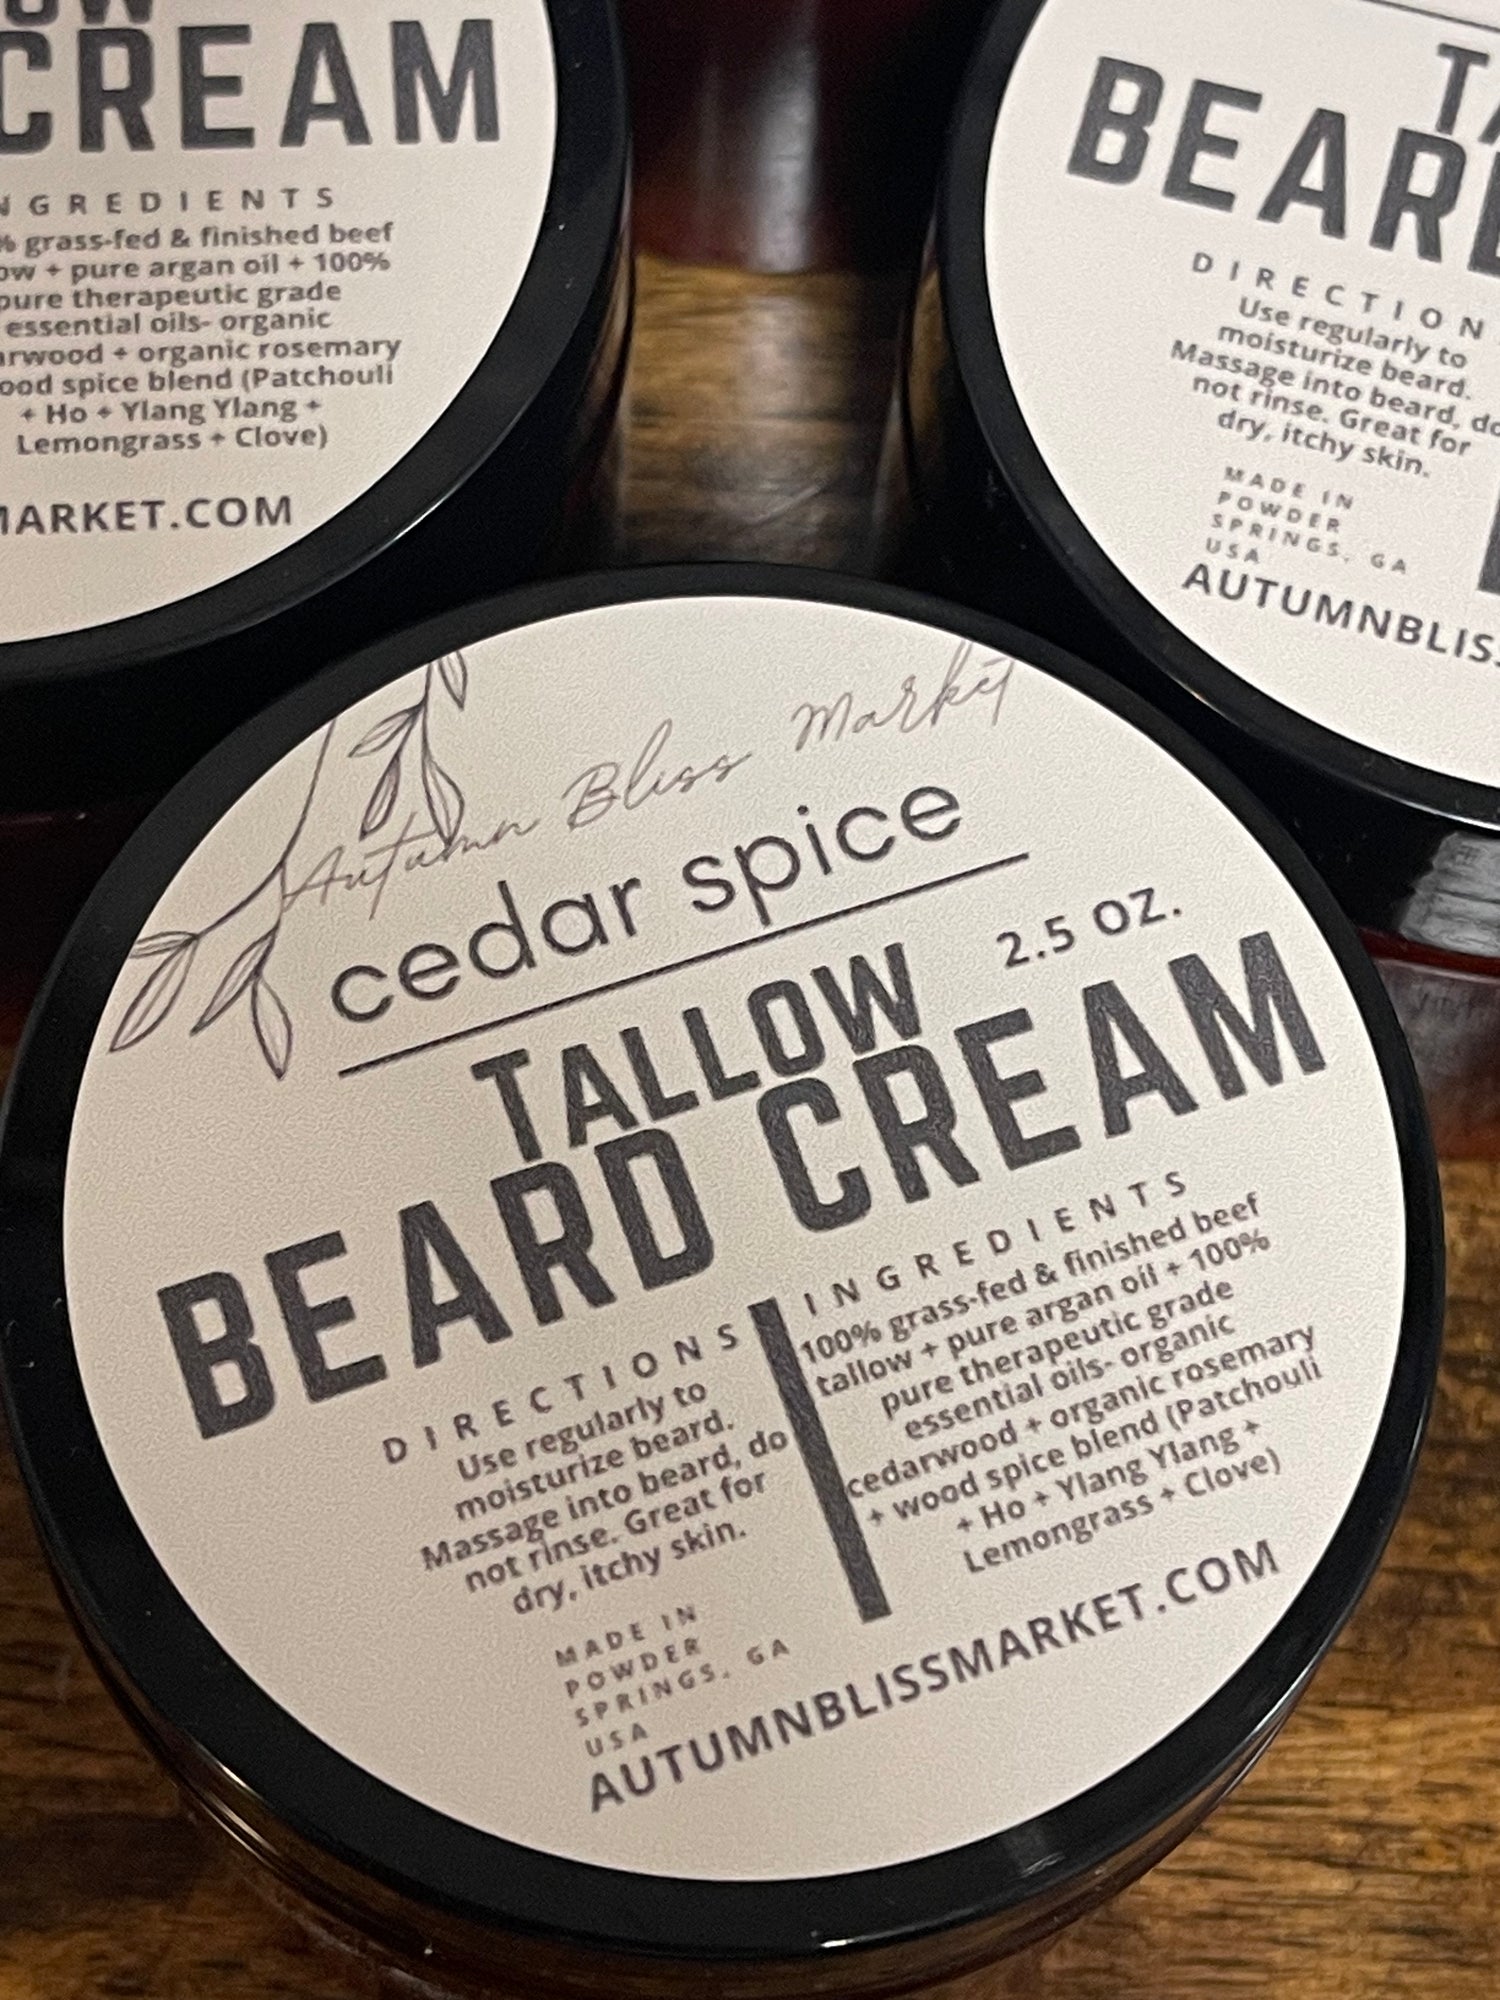 CREAM
INGREDIENTS
% grass-fed & finished beef
ow + pure argan oil + 100%
pure therapeutic grade
essential oils- organic
arwood + organic rosemary
ood spice blend (Patchouli
+ Ho + Ylang Ylang +
Lemongrass + Clove)
MARKET.COM
BEARD
DIRECTION
Use regularly to
moisturize beard.
Massage into beard, do
not rinse. Great for
dry, itchy skin.
MADE IN
POWDER
SPRINGS, GA
USA
AUTUMNBLISS
Autumn Bliss Market
cedar spice
2.5 OZ.
TALLOW
BEARD CREAM
DIRECTIONS
Use regularly to
moisturize beard.
Massage into beard, do
not rinse. Great for
dry, itchy skin.
MADE IN
POWDER
SPRINGS, GA
USA
INGREDIENTS
100% grass-fed & finished beef
tallow + pure argan oil + 100%
pure therapeutic grade
essential oils- organic
cedarwood + organic rosemary
+ wood spice blend (Patchouli
+ Ho + Ylang Ylang +
Lemongrass + Clove)
AUTUMNBLISSMARKET.COM